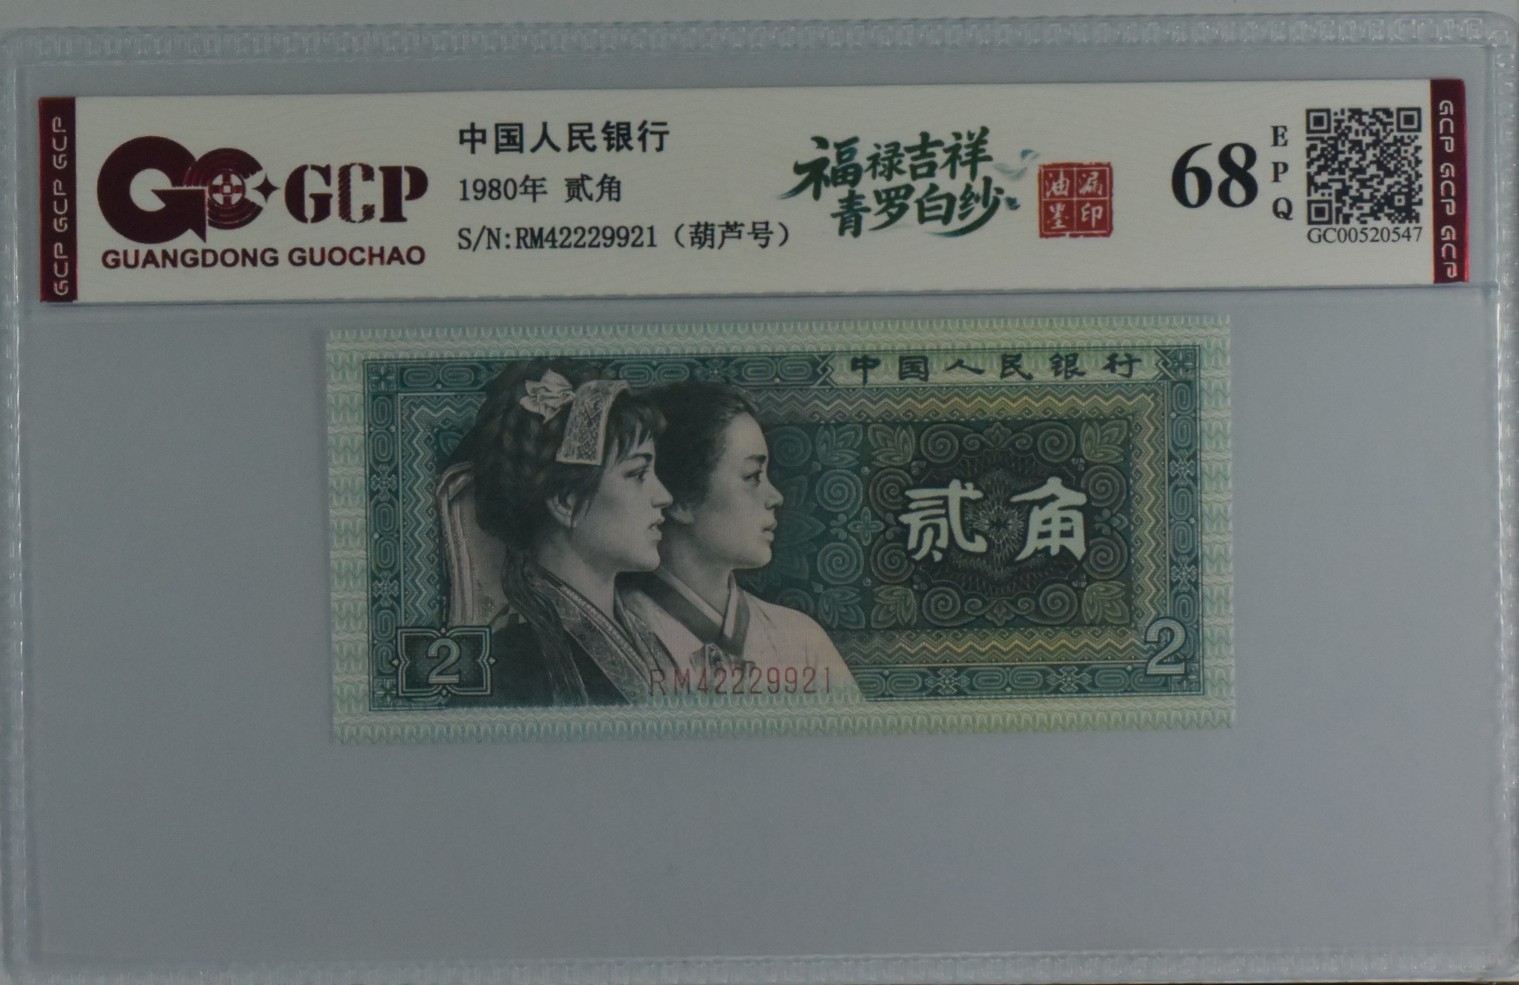 GCP GCP GCP GCP
GCP
GUANGDONG GUOCHAO
中国人民银行
1980年 贰角
S/N:RM42229921（葫芦号）
福禄吉祥
青罗白纱
油漏
墨印
68
EPQ
GC00520547
GCP GCP GCP GCP
中国人民银行
贰角
2
2
RM42229921